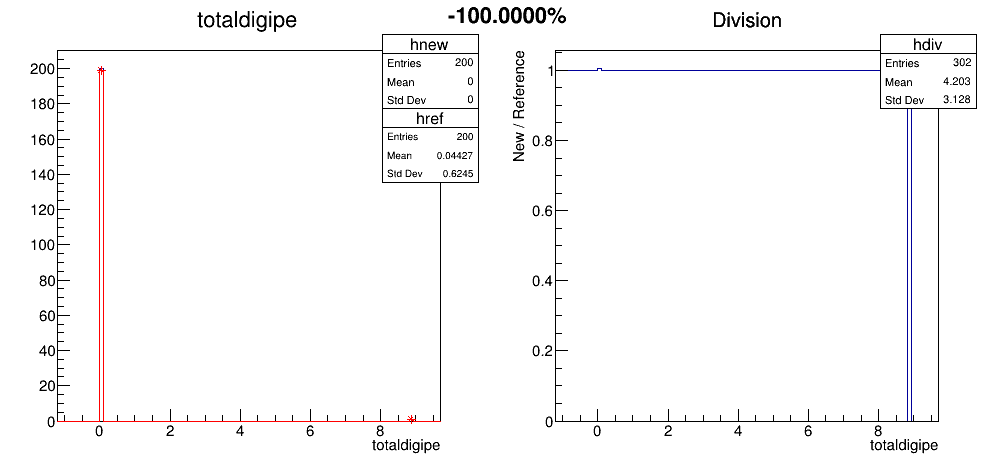 -100.0000%
totaldigipe
hnew
Entries 200
Mean 0
Std Dev 0
href
Entries 200
Mean 0.04427
Std Dev 0.6245
200
180
160
140
120
100
80
60
40
20
0
0 2 4 6 8
totaldigipe
Division
hdiv
Entries 302
Mean 4.203
Std Dev 3.128
New / Reference
1
0.8
0.6
0.4
0.2
0
0 2 4 6 8
totaldigipe